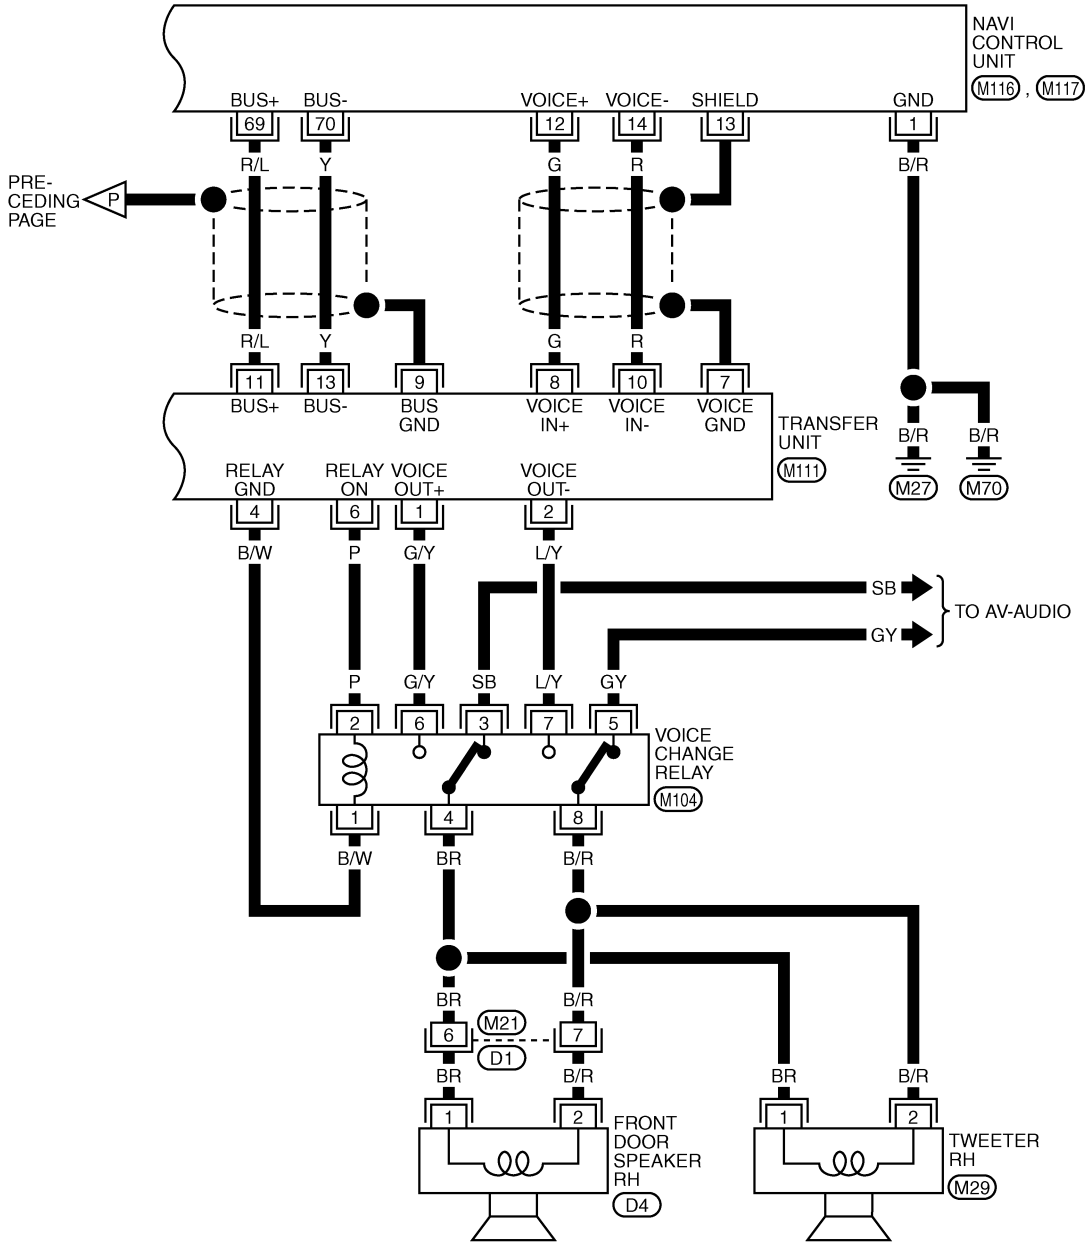 NAVI
CONTROL
UNIT
M116 , M117
BUS+ BUS- VOICE+ VOICE- SHIELD GND
69 70 12 14 13 1
R/L Y G R B/R
PRE-
CEDING
PAGE
P
R/L Y G R
11 13 9 8 10 7
BUS+ BUS- BUS GND VOICE IN+ VOICE IN- VOICE GND
TRANSFER
UNIT
M111
B/R B/R
M27 M70
RELAY GND RELAY ON VOICE OUT+ VOICE OUT-
4 6 1 2
B/W P G/Y L/Y
SB
GY
TO AV-AUDIO
P G/Y SB L/Y GY
2 6 3 7 5
VOICE
CHANGE
RELAY
M104
1 4 8
B/W BR B/R
BR B/R
6 M21 7
D1
BR B/R BR B/R
1 2 1 2
FRONT
DOOR
SPEAKER
RH
D4
TWEETER
RH
M29